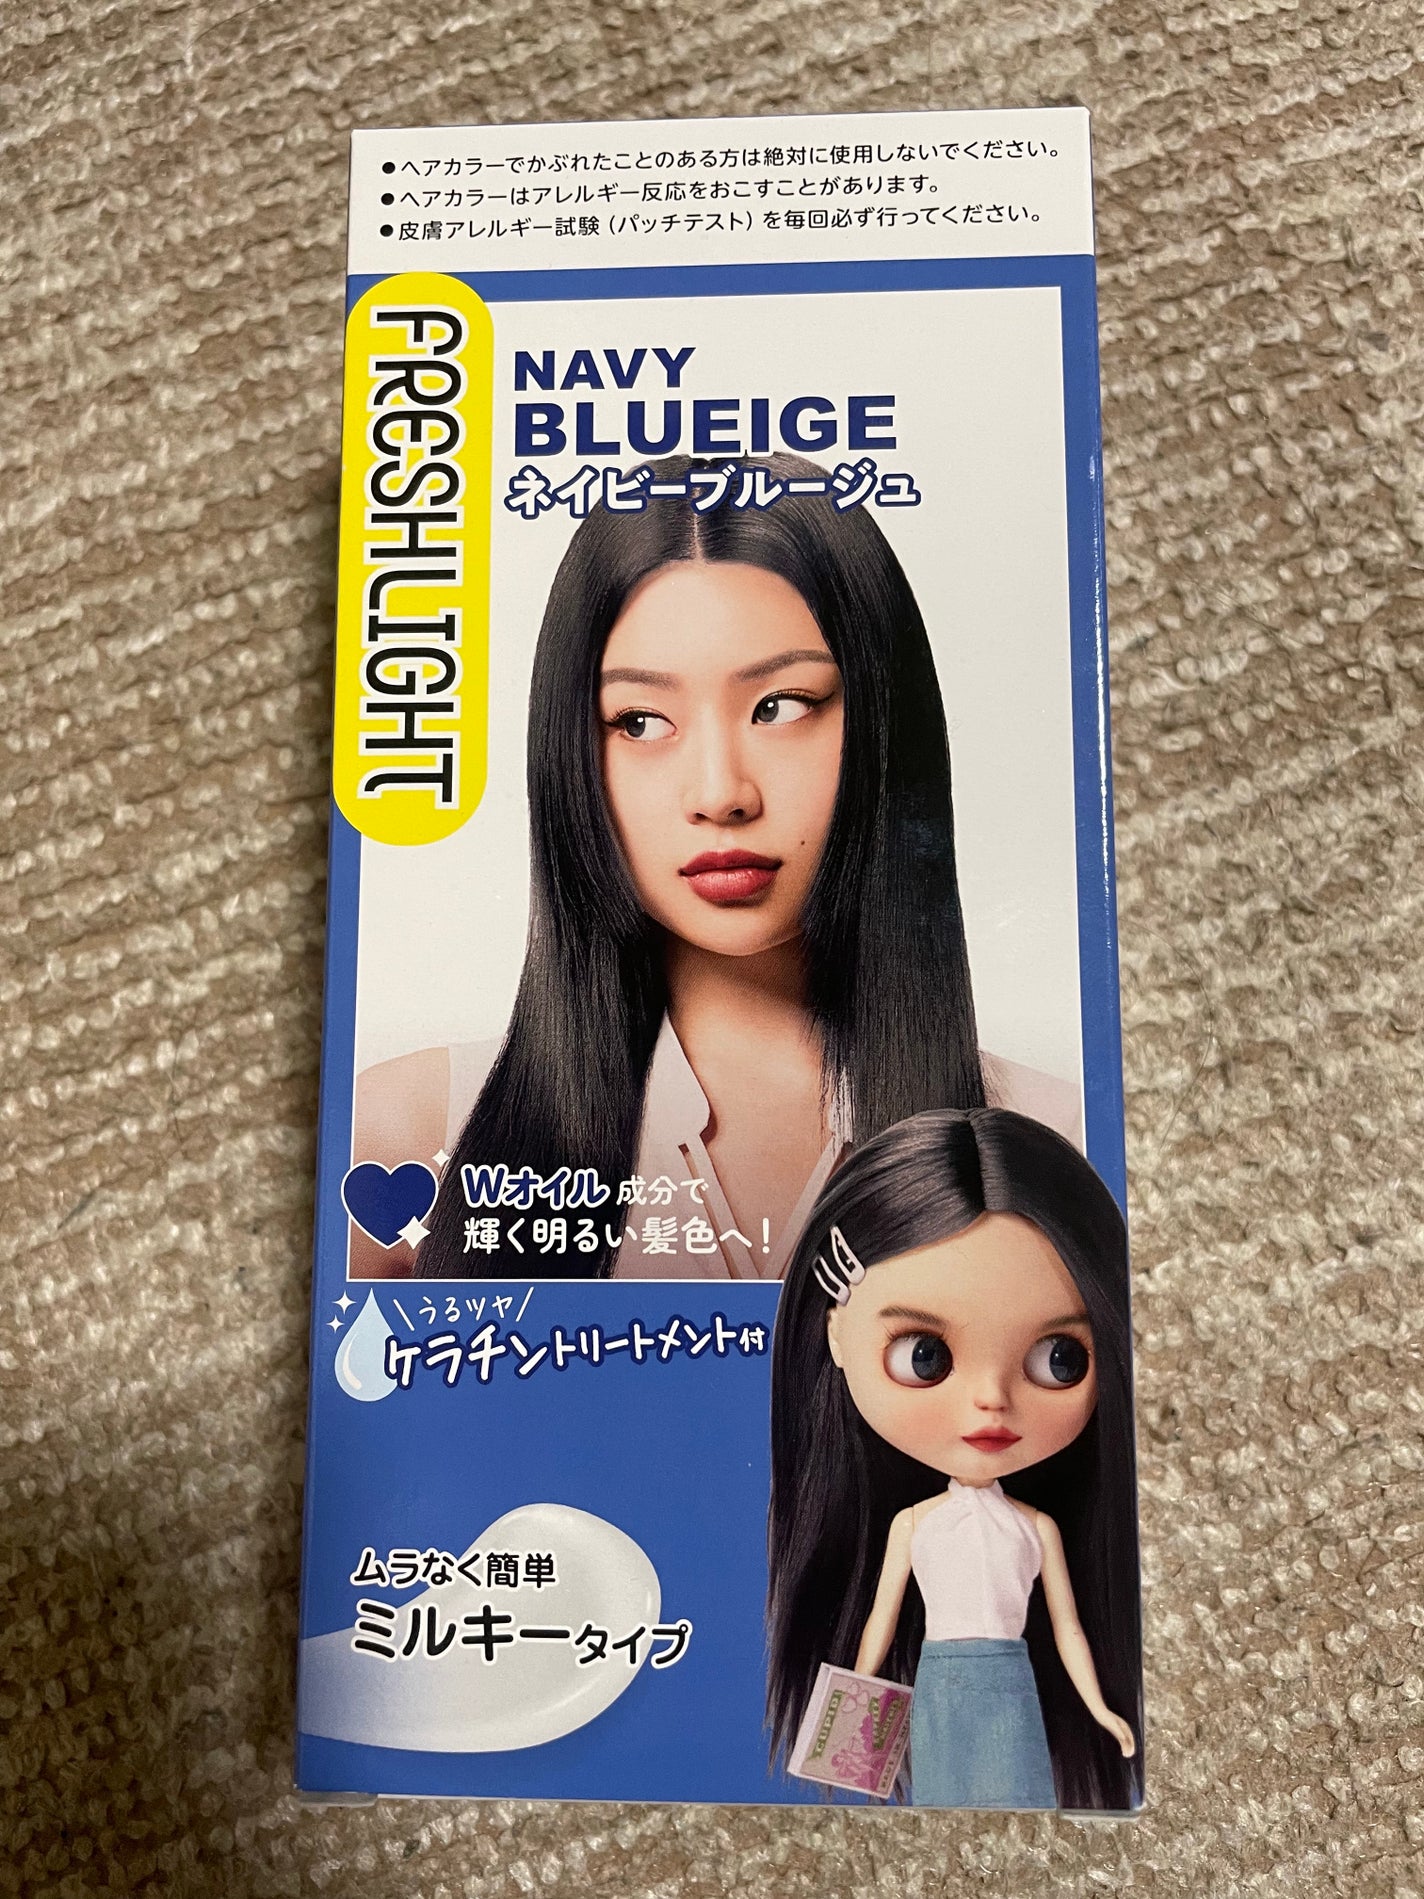 ●ヘアカラーでかぶれたことのある方は絶対に使用しないでください。
●ヘアカラーはアレルギー反応をおこすことがあります。
●皮膚アレルギー試験（パッチテスト）を毎回必ず行ってください。
FRESHLIGHT
NAVY
BLUEIGE
ネイビーブルージュ
Wオイル成分で
輝く明るい髪色へ！
\うるツヤ/
ケラチントリートメント付
ムラなく簡単
ミルキータイプ